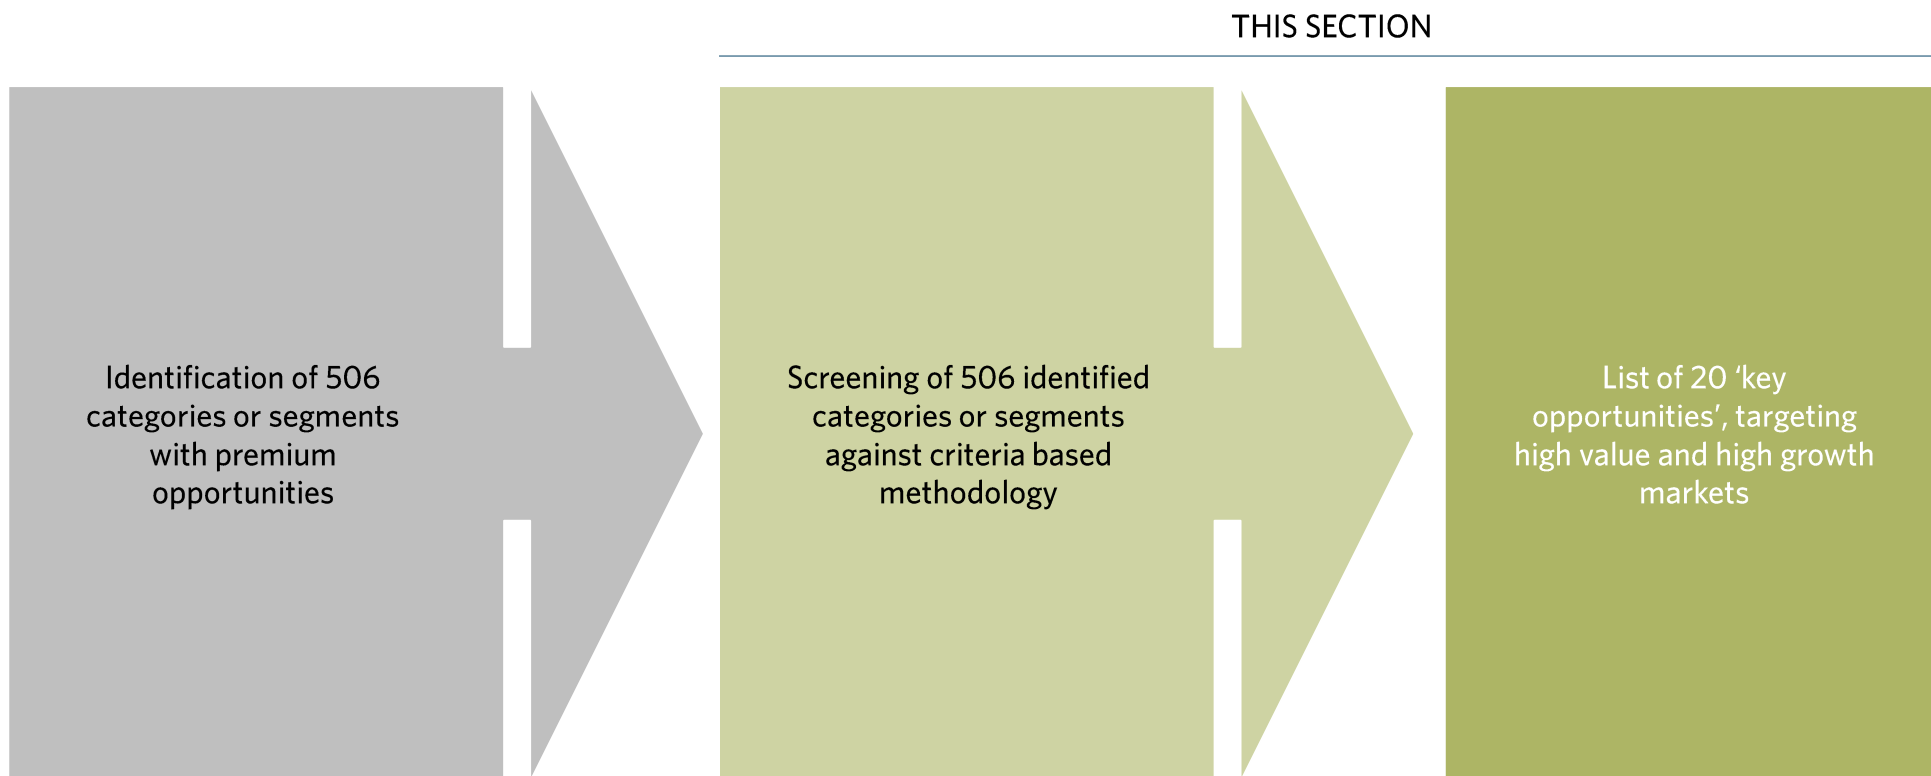 THIS SECTION
Identification of 506
categories or segments
with premium
opportunities
Screening of 506 identified
categories or segments
against criteria based
methodology
List of 20 ‘key
opportunities’, targeting
high value and high growth
markets